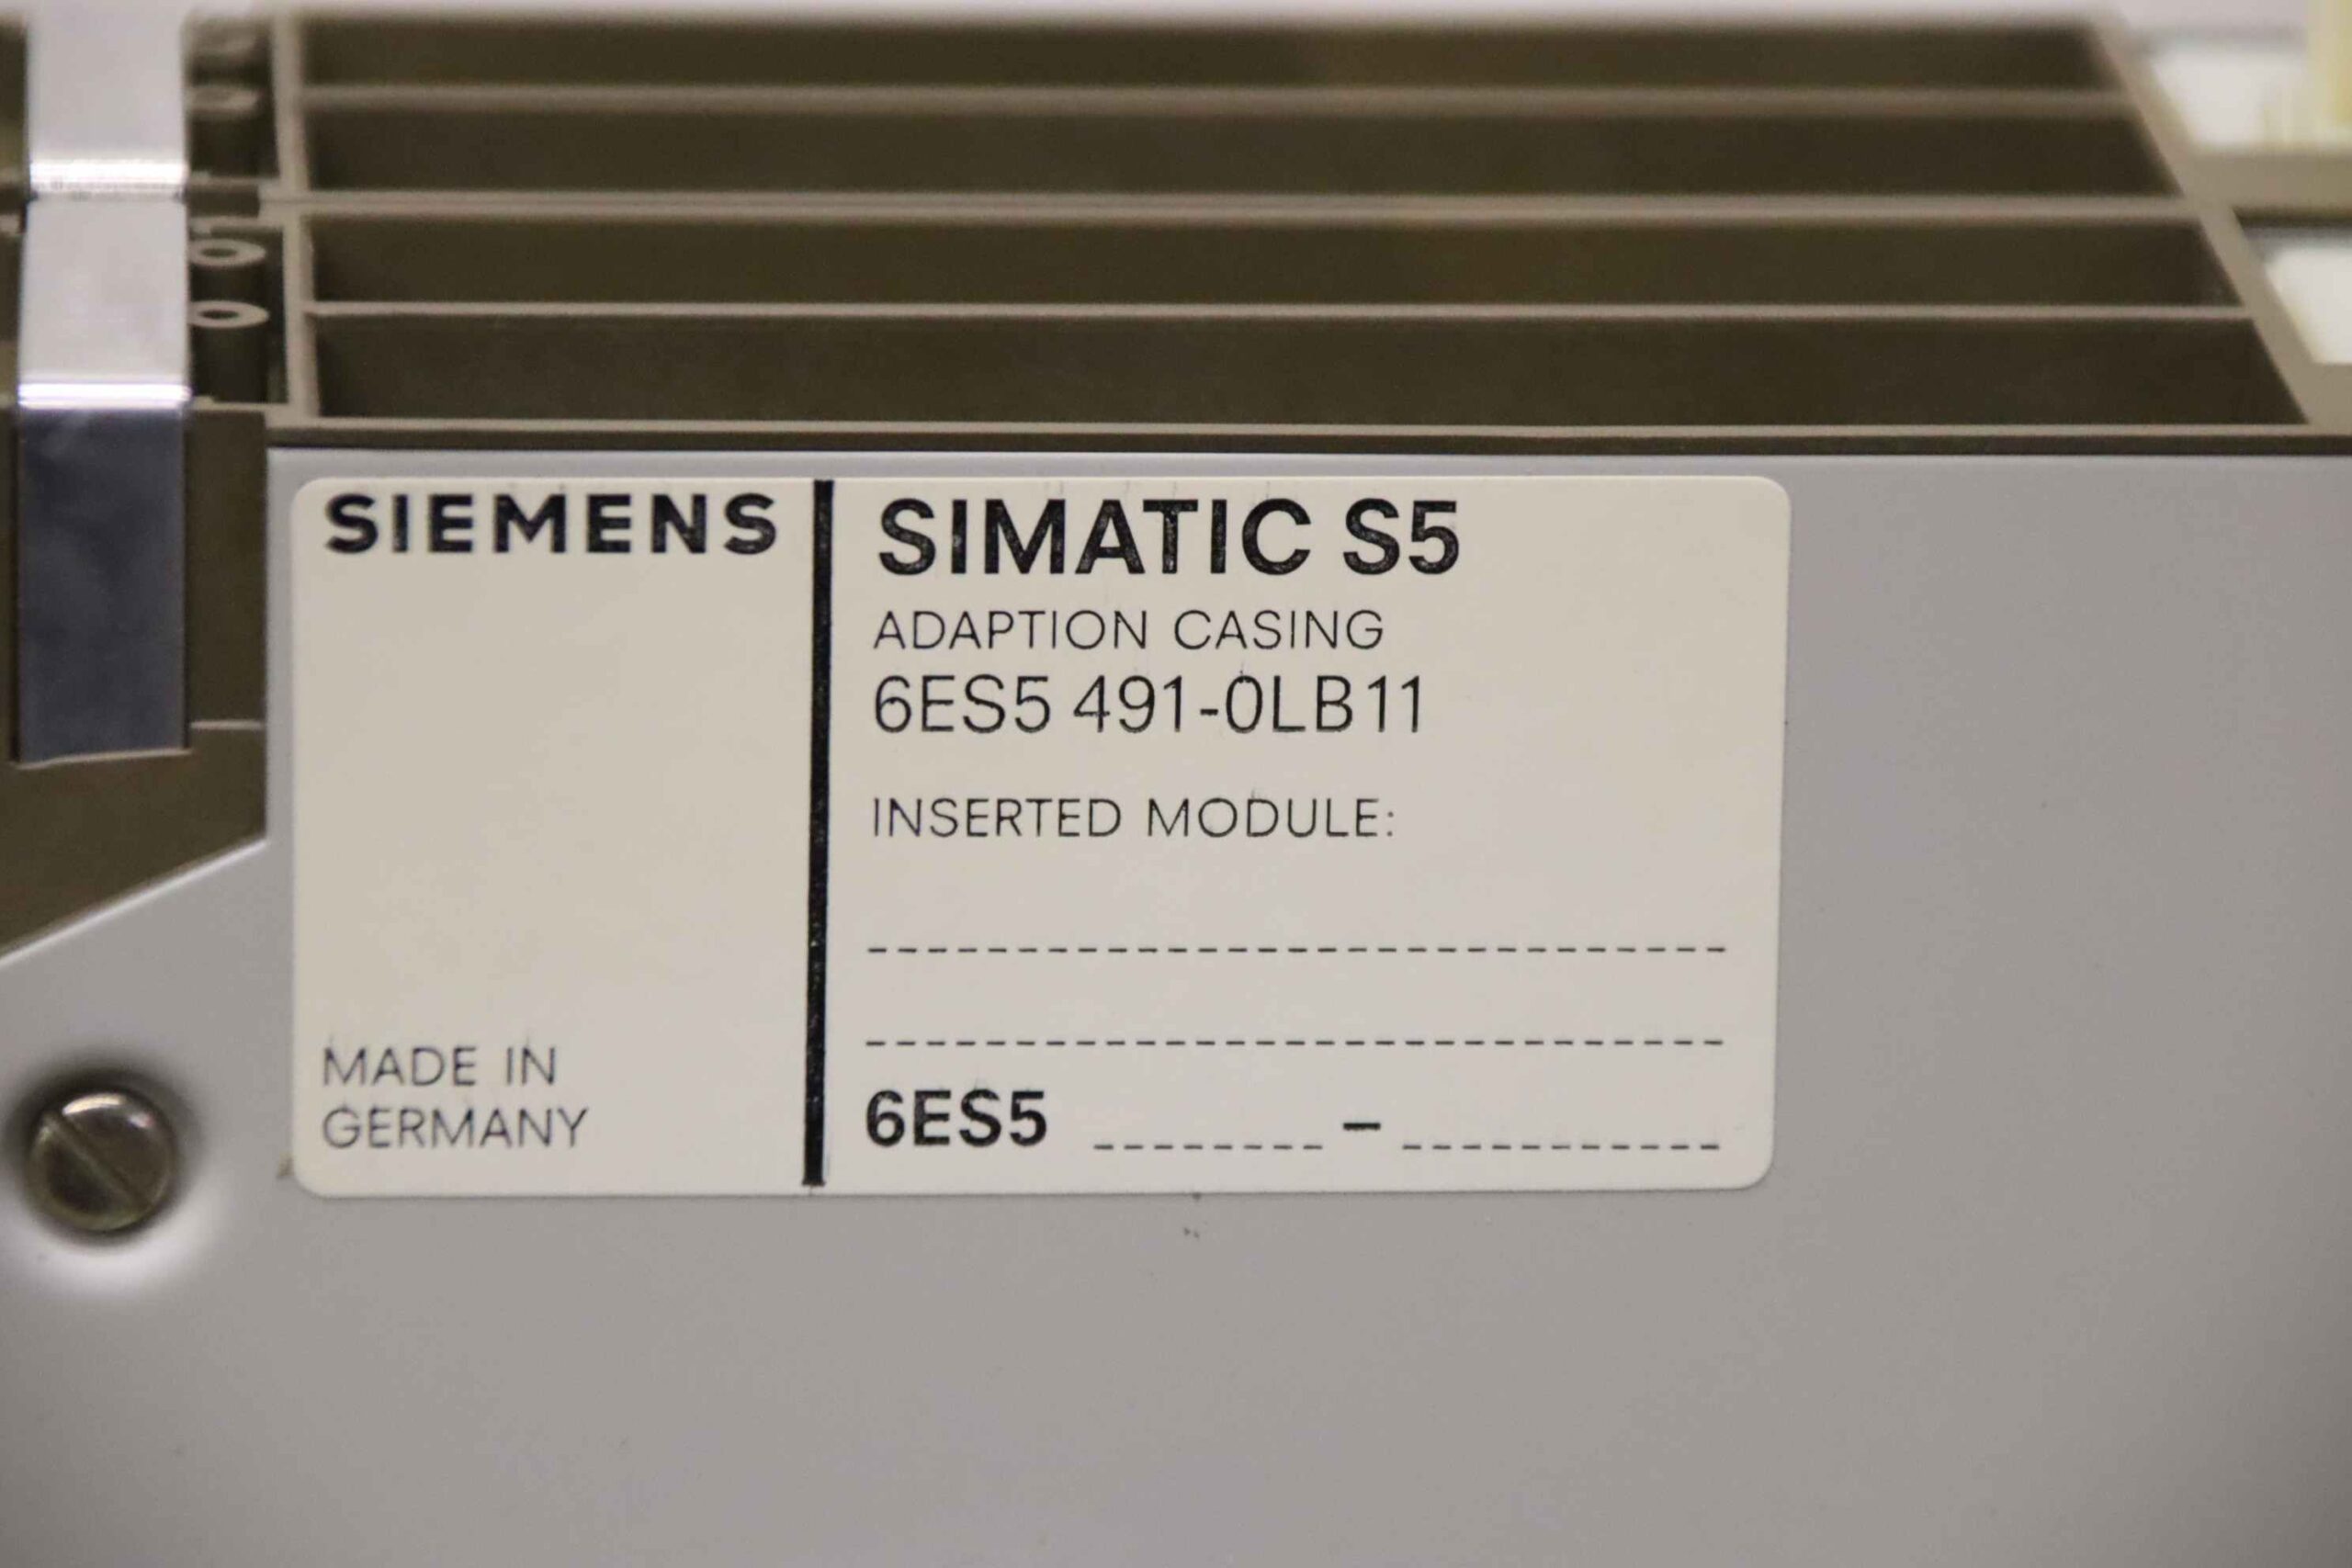 SIEMENS
SIMATIC S5
ADAPTION CASING
6ES5 491-0LB11
INSERTED MODULE:
6ES5 –
MADE IN
GERMANY